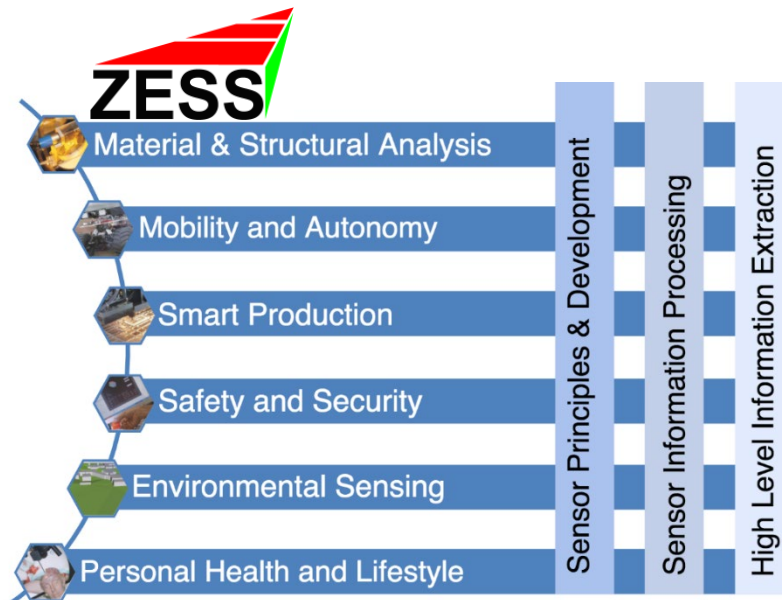 ZESS
Material & Structural Analysis
Mobility and Autonomy
Smart Production
Safety and Security
Environmental Sensing
Personal Health and Lifestyle
Sensor Principles & Development
Sensor Information Processing
High Level Information Extraction